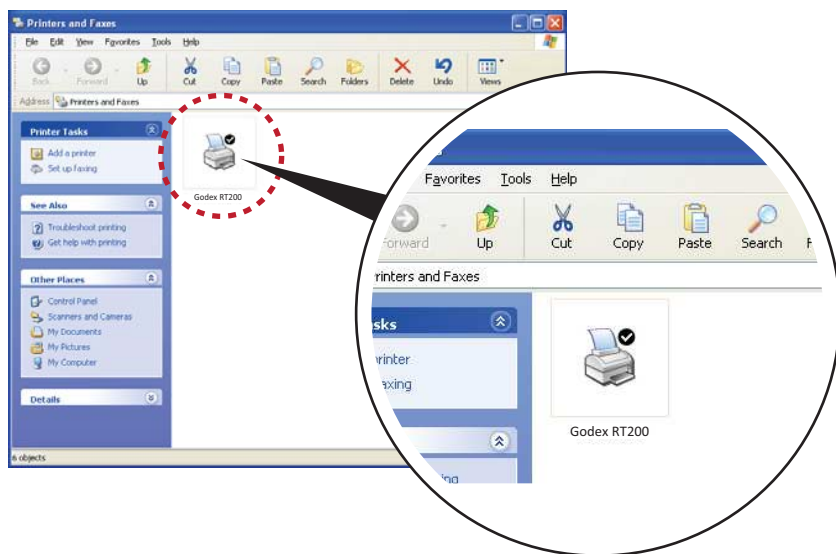 Printers and Faxes
File Edit View Favorites Tools Help
Back Forward Up Cut Copy Paste Search Folders Delete Undo Views
Address Printers and Faxes
Printer Tasks
Add a printer
Set up faxing
See Also
Troubleshoot printing
Get help with printing
Other Places
Control Panel
Scanners and Cameras
My Documents
My Pictures
My Computer
Details
6 objects
Godex RT200
Favorites Tools Help
Forward Up Cut Copy Paste Search F
rinters and Faxes
sks
rinter
axing
ing
Godex RT200